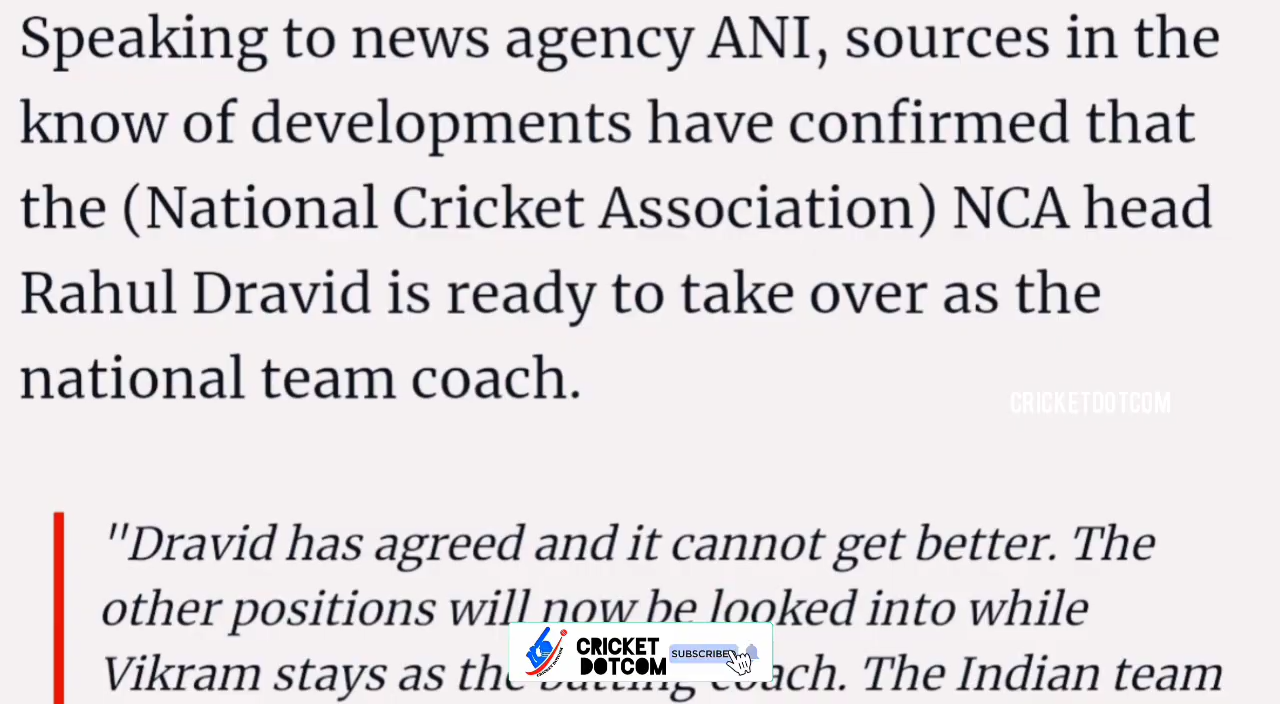 Speaking to news agency ANI, sources in the
know of developments have confirmed that
the (National Cricket Association) NCA head
Rahul Dravid is ready to take over as the
national team coach.
CRICKETDOTCOM
"Dravid has agreed and it cannot get better. The
other positions will now be looked into while
Vikram stays as the batting coach. The Indian team
CRICKET
DOTCOM
SUBSCRIBE